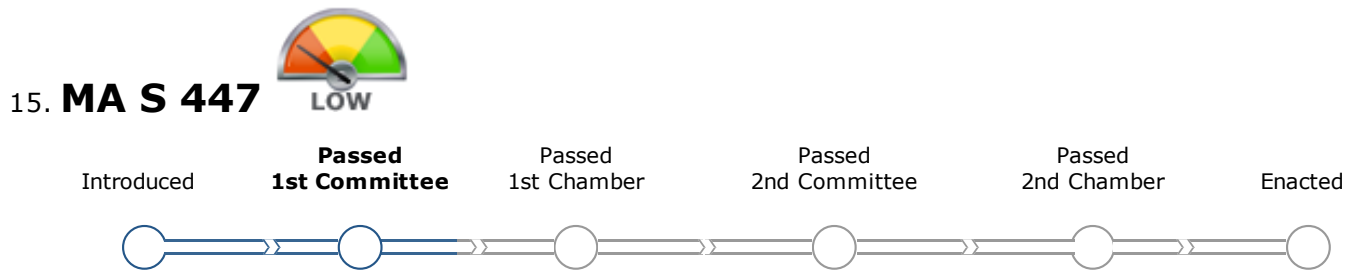 15. MA S 447
LOW
Introduced
Passed
1st Committee
Passed
1st Chamber
Passed
2nd Committee
Passed
2nd Chamber
Enacted